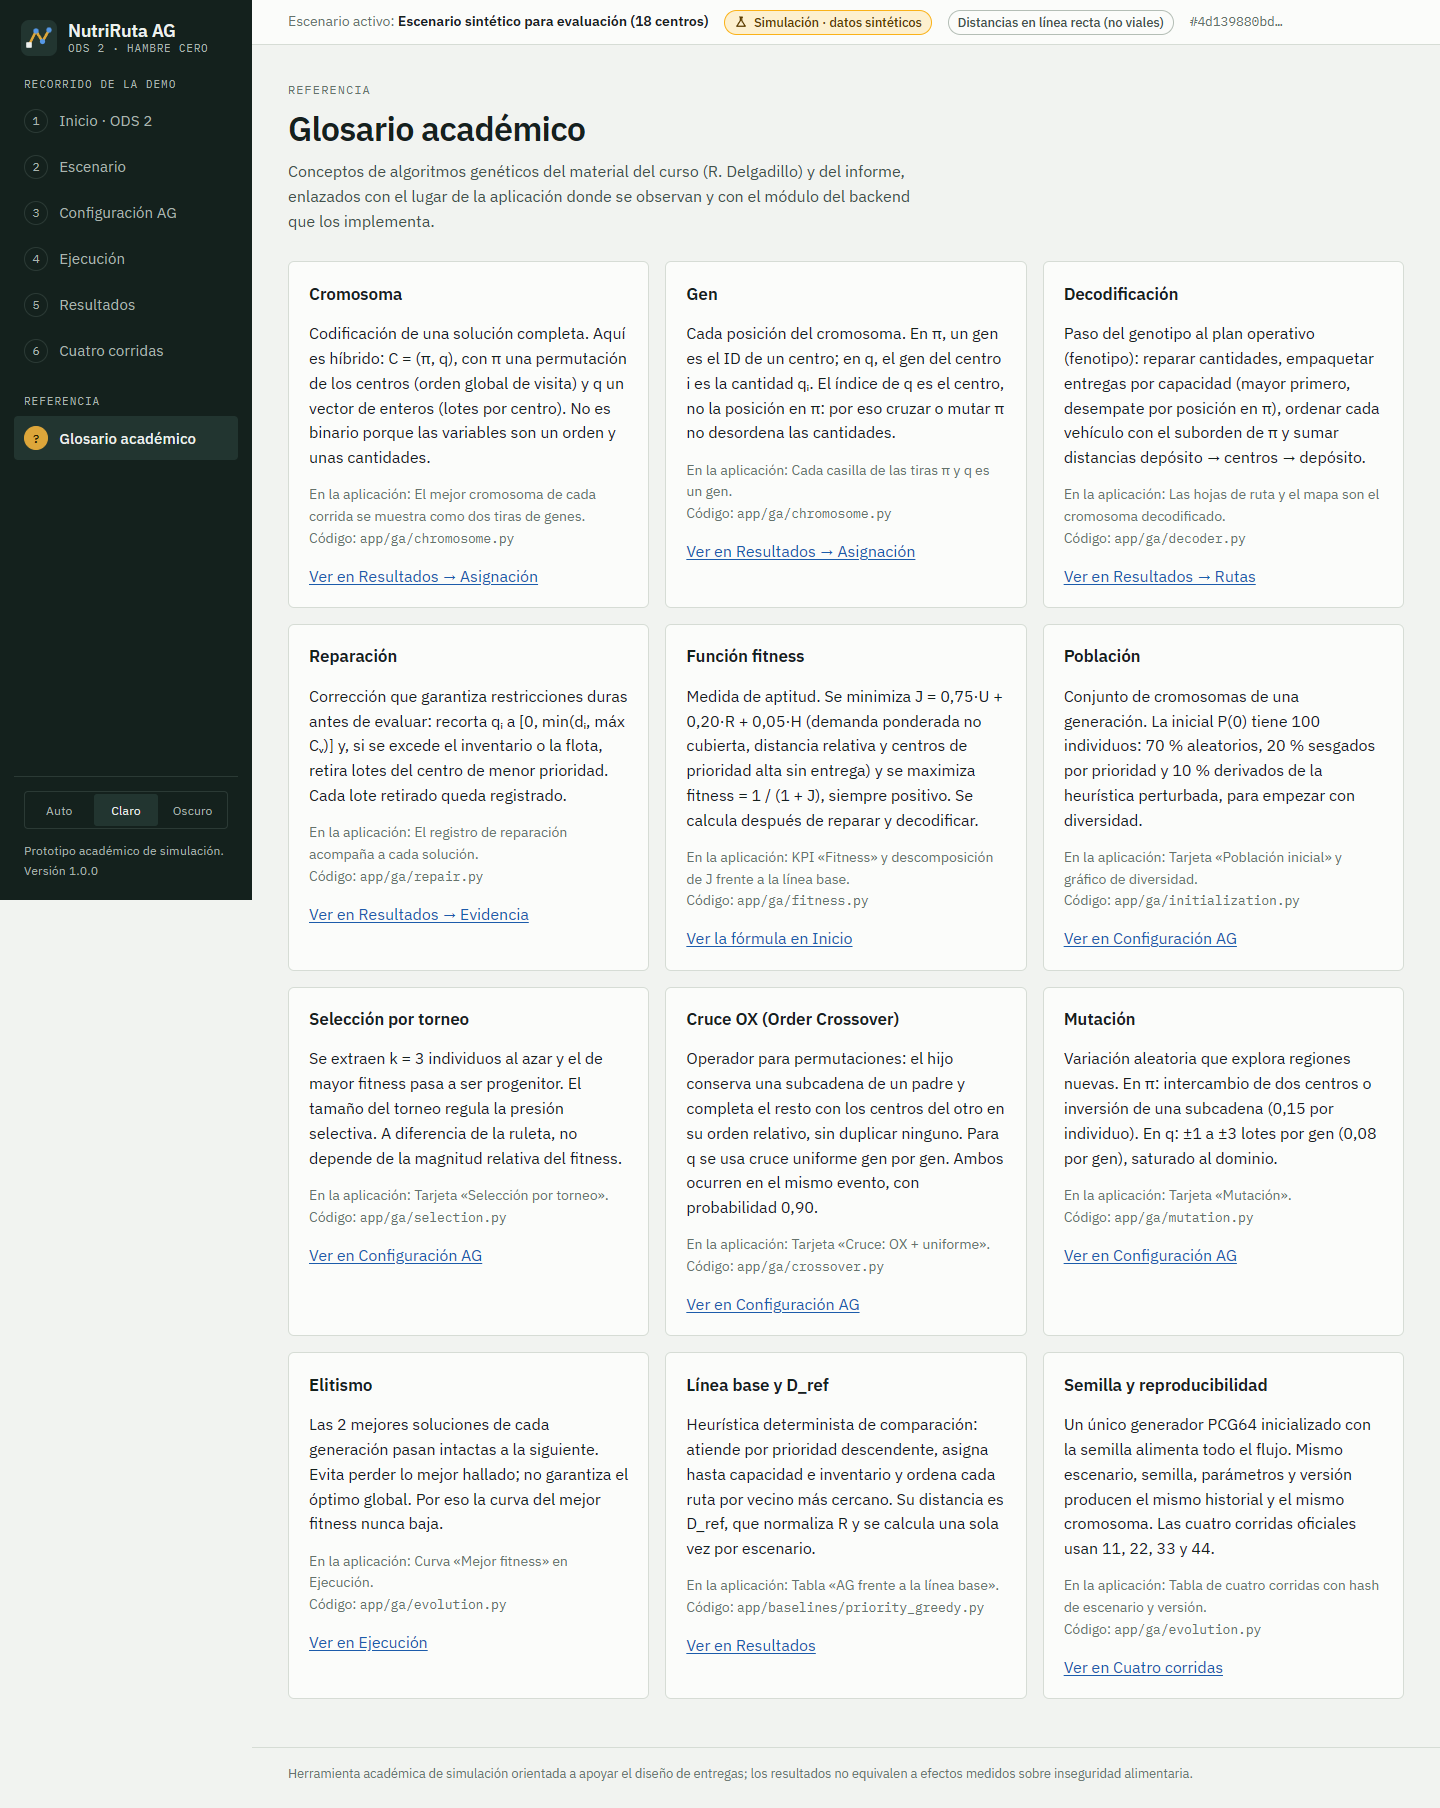 NutriRuta AG
ODS 2 · HAMBRE CERO
RECORRIDO DE LA DEMO
1 Inicio · ODS 2
2 Escenario
3 Configuración AG
4 Ejecución
5 Resultados
6 Cuatro corridas
REFERENCIA
? Glosario académico
Auto Claro Oscuro
Prototipo académico de simulación.
Versión 1.0.0
Escenario activo: Escenario sintético para evaluación (18 centros) Simulación · datos sintéticos Distancias en línea recta (no viales) #4d139880bd…
REFERENCIA
Glosario académico
Conceptos de algoritmos genéticos del material del curso (R. Delgadillo) y del informe,
enlazados con el lugar de la aplicación donde se observan y con el módulo del backend
que los implementa.
Cromosoma
Codificación de una solución completa. Aquí
es híbrido: C = (π, q), con π una permutación
de los centros (orden global de visita) y q un
vector de enteros (lotes por centro). No es
binario porque las variables son un orden y
unas cantidades.
En la aplicación: El mejor cromosoma de cada
corrida se muestra como dos tiras de genes.
Código: app/ga/chromosome.py
Ver en Resultados → Asignación
Gen
Cada posición del cromosoma. En π, un gen
es el ID de un centro; en q, el gen del centro
i es la cantidad qᵢ. El índice de q es el centro,
no la posición en π: por eso cruzar o mutar π
no desordena las cantidades.
En la aplicación: Cada casilla de las tiras π y q es
un gen.
Código: app/ga/chromosome.py
Ver en Resultados → Asignación
Decodificación
Paso del genotipo al plan operativo
(fenotipo): reparar cantidades, empaquetar
entregas por capacidad (mayor primero,
desempate por posición en π), ordenar cada
vehículo con el suborden de π y sumar
distancias depósito → centros → depósito.
En la aplicación: Las hojas de ruta y el mapa son el
cromosoma decodificado.
Código: app/ga/decoder.py
Ver en Resultados → Rutas
Reparación
Corrección que garantiza restricciones duras
antes de evaluar: recorta qᵢ a [0, min(dᵢ, máx
Cᵥ)] y, si se excede el inventario o la flota,
retira lotes del centro de menor prioridad.
Cada lote retirado queda registrado.
En la aplicación: El registro de reparación
acompaña a cada solución.
Código: app/ga/repair.py
Ver en Resultados → Evidencia
Función fitness
Medida de aptitud. Se minimiza J = 0,75·U +
0,20·R + 0,05·H (demanda ponderada no
cubierta, distancia relativa y centros de
prioridad alta sin entrega) y se maximiza
fitness = 1 / (1 + J), siempre positivo. Se
calcula después de reparar y decodificar.
En la aplicación: KPI «Fitness» y descomposición
de J frente a la línea base.
Código: app/ga/fitness.py
Ver la fórmula en Inicio
Población
Conjunto de cromosomas de una
generación. La inicial P(0) tiene 100
individuos: 70 % aleatorios, 20 % sesgados
por prioridad y 10 % derivados de la
heurística perturbada, para empezar con
diversidad.
En la aplicación: Tarjeta «Población inicial» y
gráfico de diversidad.
Código: app/ga/initialization.py
Ver en Configuración AG
Selección por torneo
Se extraen k = 3 individuos al azar y el de
mayor fitness pasa a ser progenitor. El
tamaño del torneo regula la presión
selectiva. A diferencia de la ruleta, no
depende de la magnitud relativa del fitness.
En la aplicación: Tarjeta «Selección por torneo».
Código: app/ga/selection.py
Ver en Configuración AG
Cruce OX (Order Crossover)
Operador para permutaciones: el hijo
conserva una subcadena de un padre y
completa el resto con los centros del otro en
su orden relativo, sin duplicar ninguno. Para
q se usa cruce uniforme gen por gen. Ambos
ocurren en el mismo evento, con
probabilidad 0,90.
En la aplicación: Tarjeta «Cruce: OX + uniforme».
Código: app/ga/crossover.py
Ver en Configuración AG
Mutación
Variación aleatoria que explora regiones
nuevas. En π: intercambio de dos centros o
inversión de una subcadena (0,15 por
individuo). En q: ±1 a ±3 lotes por gen (0,08
por gen), saturado al dominio.
En la aplicación: Tarjeta «Mutación».
Código: app/ga/mutation.py
Ver en Configuración AG
Elitismo
Las 2 mejores soluciones de cada
generación pasan intactas a la siguiente.
Evita perder lo mejor hallado; no garantiza el
óptimo global. Por eso la curva del mejor
fitness nunca baja.
En la aplicación: Curva «Mejor fitness» en
Ejecución.
Código: app/ga/evolution.py
Ver en Ejecución
Línea base y D_ref
Heurística determinista de comparación:
atiende por prioridad descendente, asigna
hasta capacidad e inventario y ordena cada
ruta por vecino más cercano. Su distancia es
D_ref, que normaliza R y se calcula una sola
vez por escenario.
En la aplicación: Tabla «AG frente a la línea base».
Código: app/baselines/priority_greedy.py
Ver en Resultados
Semilla y reproducibilidad
Un único generador PCG64 inicializado con
la semilla alimenta todo el flujo. Mismo
escenario, semilla, parámetros y versión
producen el mismo historial y el mismo
cromosoma. Las cuatro corridas oficiales
usan 11, 22, 33 y 44.
En la aplicación: Tabla de cuatro corridas con hash
de escenario y versión.
Código: app/ga/evolution.py
Ver en Cuatro corridas
Herramienta académica de simulación orientada a apoyar el diseño de entregas; los resultados no equivalen a efectos medidos sobre inseguridad alimentaria.